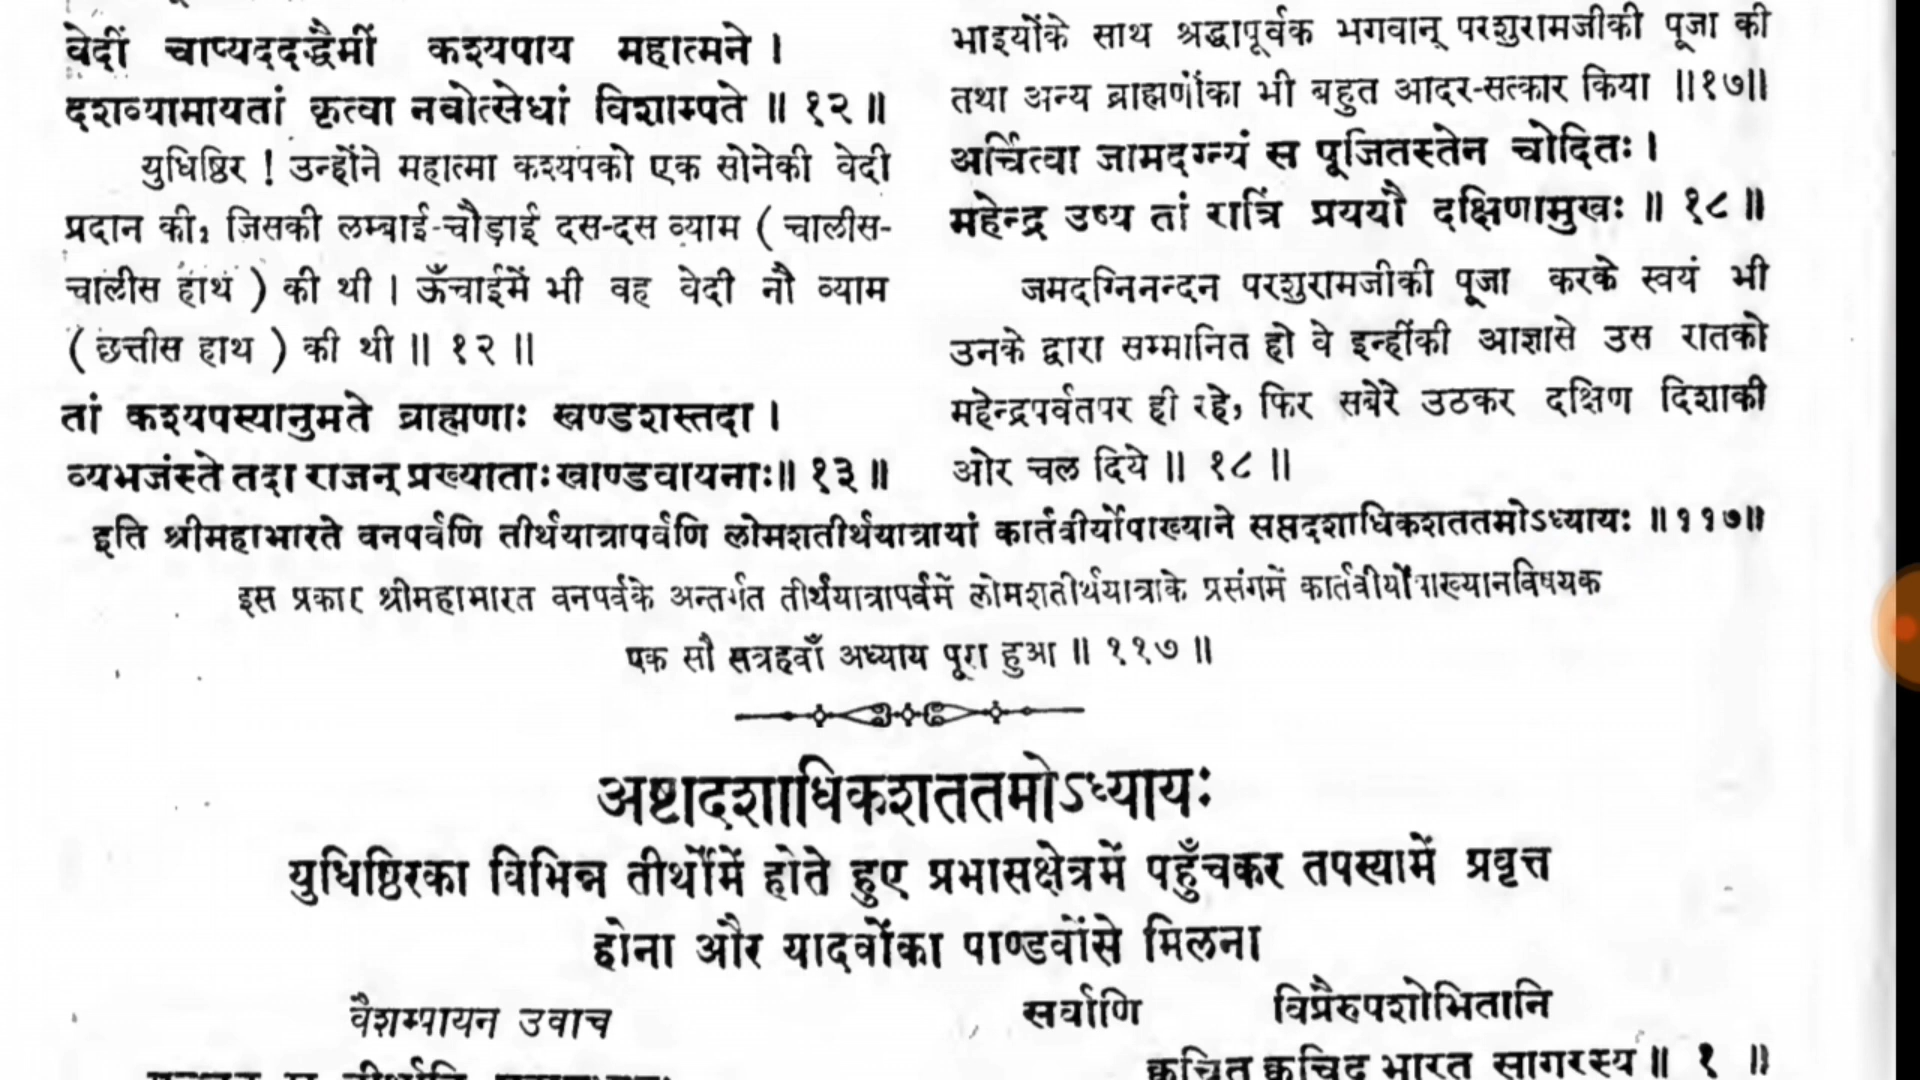 वेदीं चाप्यददद्धैमीं कश्यपाय महात्मने ।
दशव्यामायतां कृत्वा नवोत्सेधां विशाम्पते ॥ १२ ॥
युधिष्ठिर ! उन्होंने महात्मा कश्यपको एक सोनेकी वेदी
प्रदान की, जिसकी लम्बाई-चौड़ाई दस-दस व्याम ( चालीस-
चालीस हाथ ) की थी । ऊँचाईमें भी वह वेदी नौ व्याम
( छत्तीस हाथ ) की थी ॥ १२ ॥
तां कश्यपस्यानुमते ब्राह्मणाः खण्डशस्तदा ।
व्यभजंस्ते तदा राजन् प्रख्याताः खाण्डवायनाः॥ १३ ॥
भाइयोंके साथ श्रद्धापूर्वक भगवान् परशुरामजीकी पूजा की
तथा अन्य ब्राह्मणोंका भी बहुत आदर-सत्कार किया ॥१७॥
अर्चित्वा जामदग्न्यं स पूजितस्तेन चोदितः ।
महेन्द्र उष्य तां रात्रिं प्रययौ दक्षिणामुखः ॥ १८ ॥
जमदग्निनन्दन परशुरामजीकी पूजा करके स्वयं भी
उनके द्वारा सम्मानित हो वे इन्हींकी आज्ञासे उस रातको
महेन्द्रपर्वतपर ही रहे, फिर सबेरे उठकर दक्षिण दिशाकी
ओर चल दिये ॥ १८ ॥
इति श्रीमहाभारते वनपर्वणि तीर्थयात्रापर्वणि लोमशतीर्थयात्रायां कार्तवीर्योपाख्याने सप्तदशाधिकशततमोऽध्यायः ॥ ११७॥
इस प्रकार श्रीमहाभारत वनपर्वके अन्तर्गत तीर्थयात्रापर्वमें लोमशतीर्थयात्राके प्रसंगमें कार्तवीर्योपाख्यानविषयक
एक सौ सत्रहवाँ अध्याय पूरा हुआ ॥ ११७ ॥
अष्टादशाधिकशततमोऽध्यायः
युधिष्ठिरका विभिन्न तीर्थोंमें होते हुए प्रभासक्षेत्रमें पहुँचकर तपस्यामें प्रवृत्त
होना और यादवोंका पाण्डवोंसे मिलना
वैशम्पायन उवाच
सर्वाणि विप्रैरुपशोभितानि
क्वचित् क्वचिद् भारत सागरस्य ॥ १ ॥